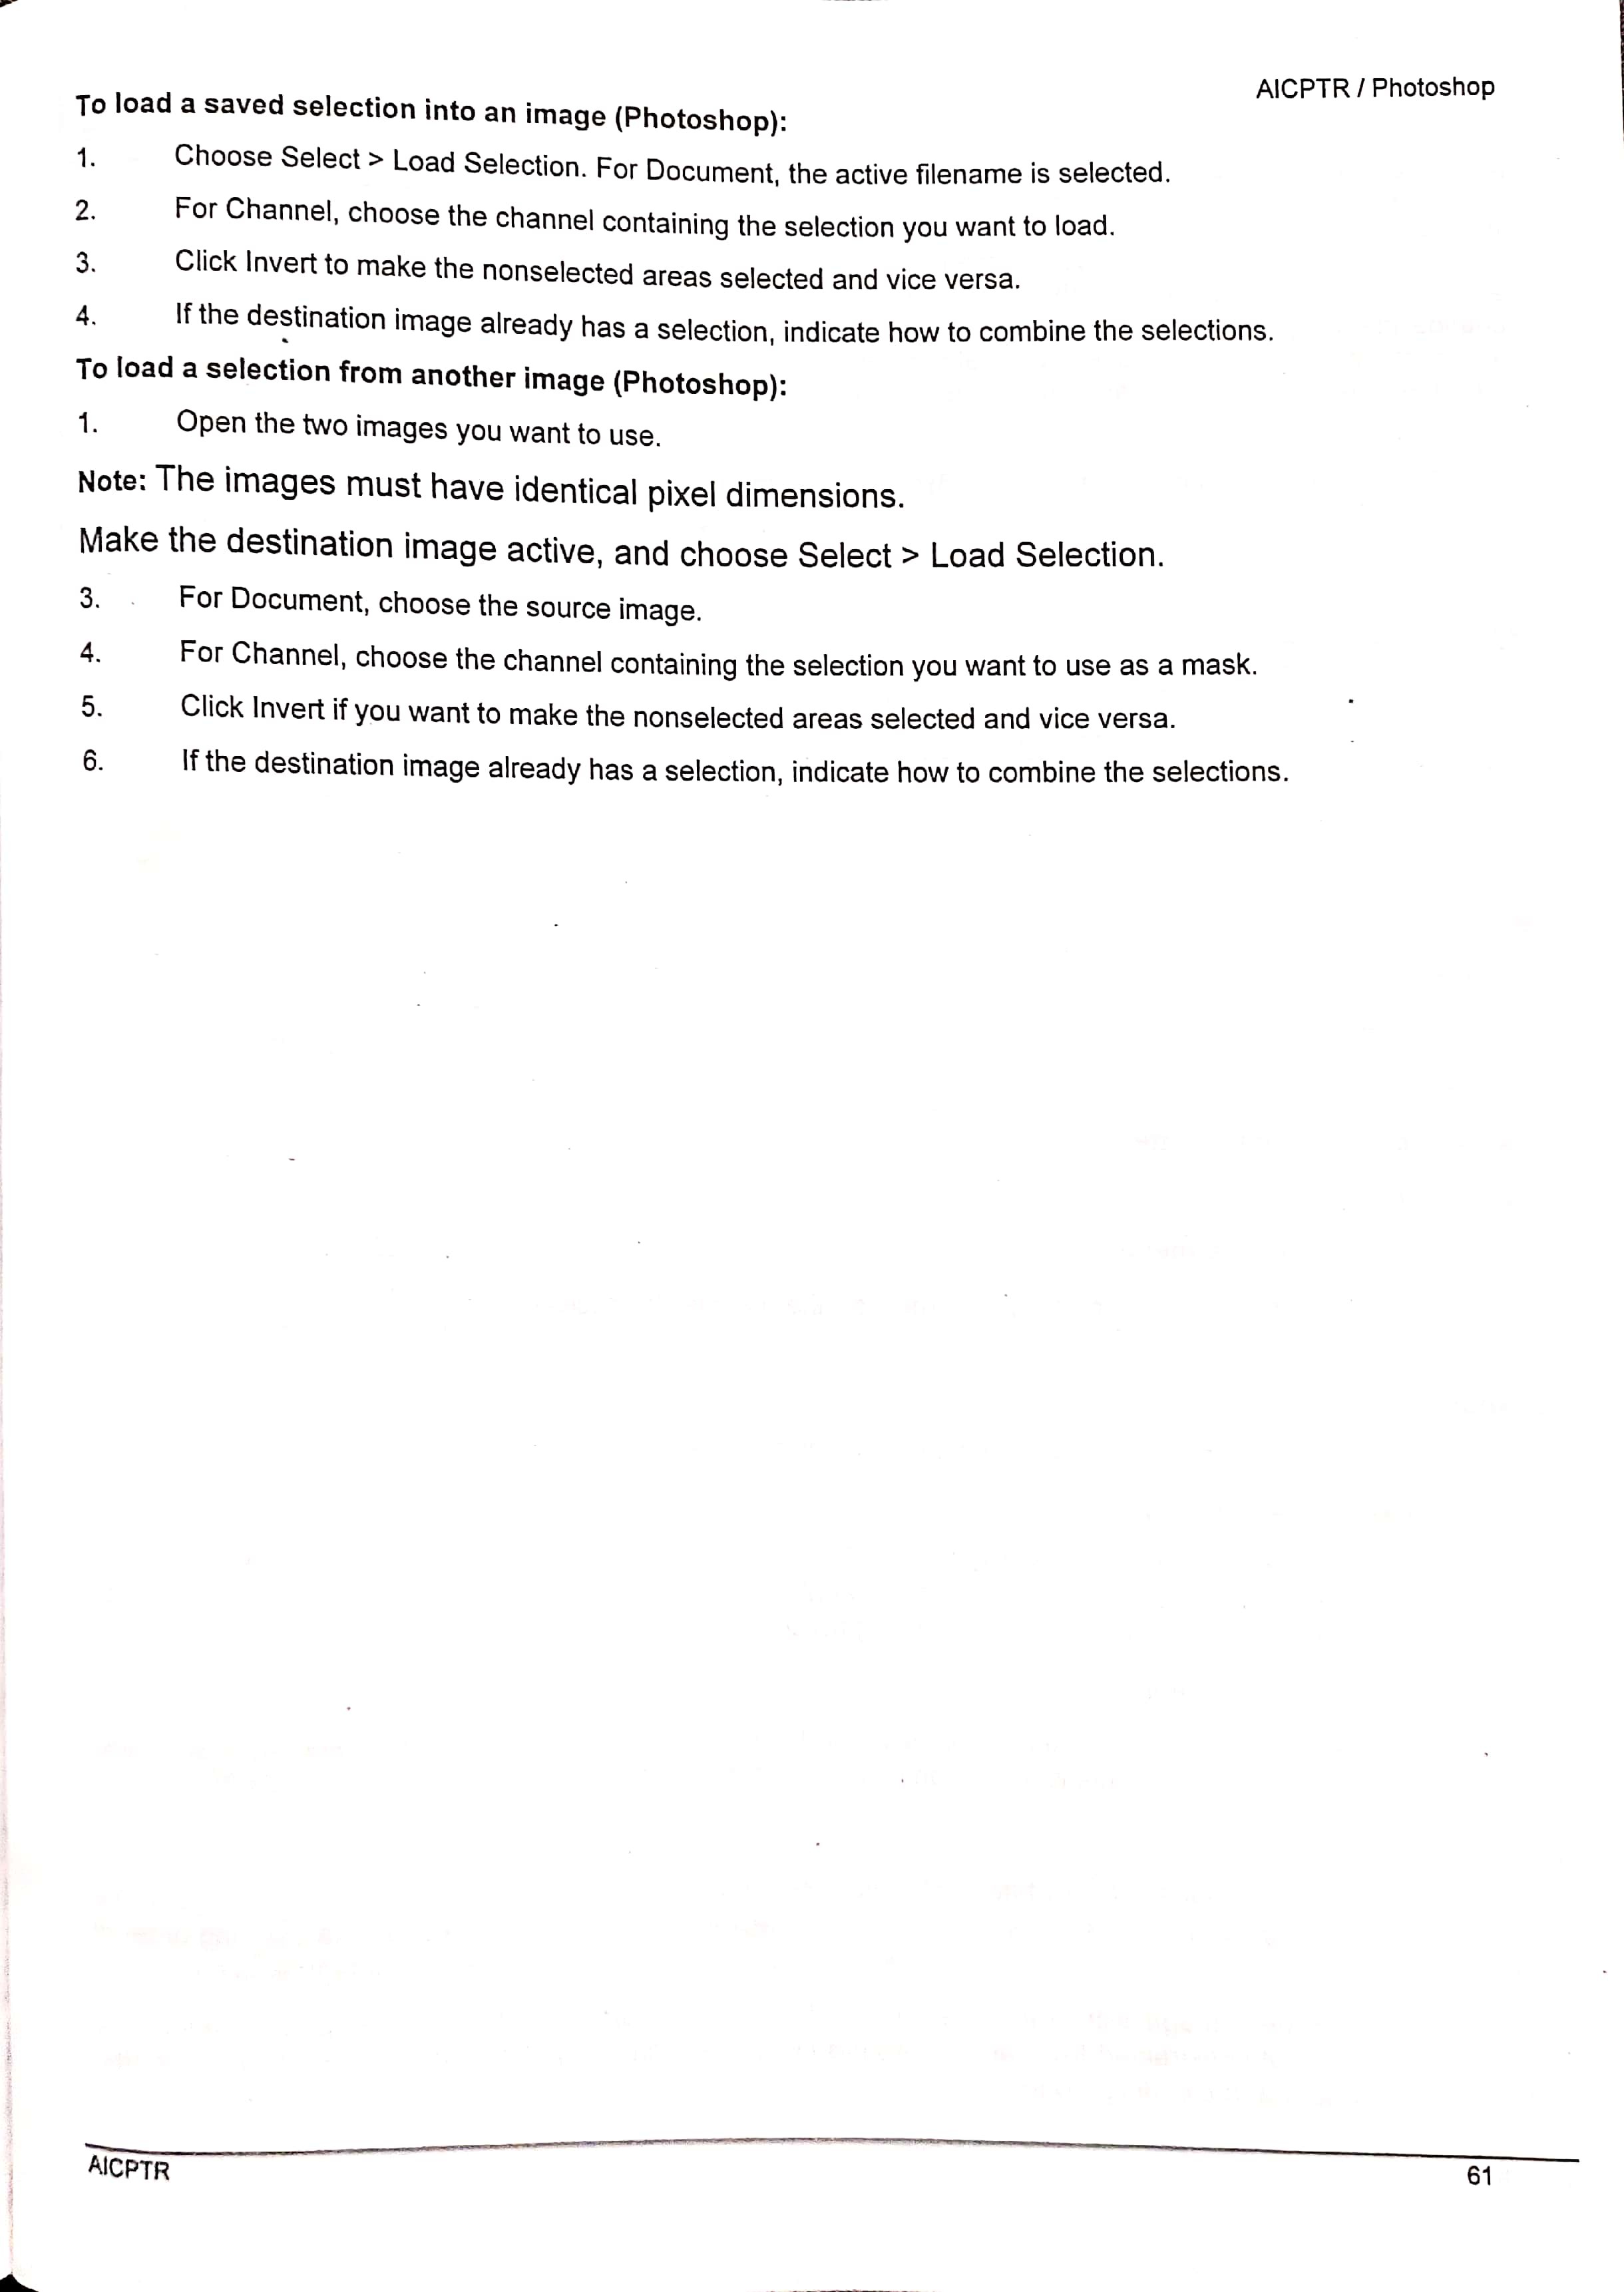 AICPTR / Photoshop
To load a saved selection into an image (Photoshop):
1. Choose Select > Load Selection. For Document, the active filename is selected.
2. For Channel, choose the channel containing the selection you want to load.
3. Click Invert to make the nonselected areas selected and vice versa.
4. If the destination image already has a selection, indicate how to combine the selections.
To load a selection from another image (Photoshop):
1. Open the two images you want to use.
Note: The images must have identical pixel dimensions.
Make the destination image active, and choose Select > Load Selection.
3. For Document, choose the source image.
4. For Channel, choose the channel containing the selection you want to use as a mask.
5. Click Invert if you want to make the nonselected areas selected and vice versa.
6. If the destination image already has a selection, indicate how to combine the selections.
AICPTR 61